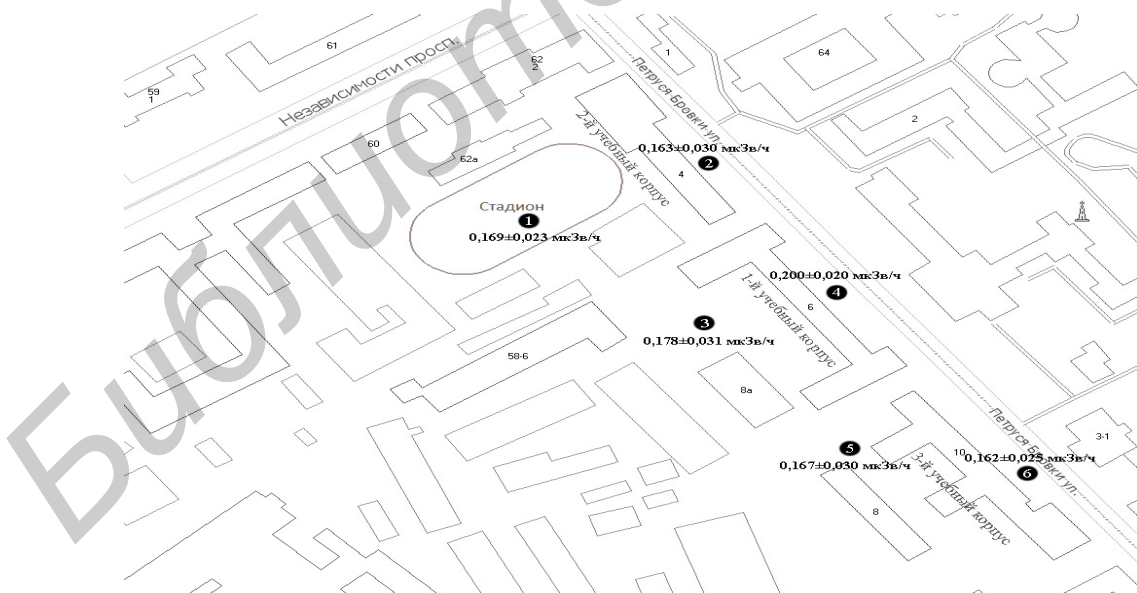 61
Независимости просп.
59
1
62
2
1
64
Петруся Бровки ул.
2
60
62а
2-й учебный корпус
0,163±0,030 мкЗв/ч
2
4
Стадион
1
0,169±0,023 мкЗв/ч
0,200±0,020 мкЗв/ч
4
6
1-й учебный корпус
3
0,178±0,031 мкЗв/ч
58-6
8а
Петруся Бровки ул.
3-1
5
0,167±0,030 мкЗв/ч
10
0,162±0,025 мкЗв/ч
6
3-й учебный корпус
8
Библиот